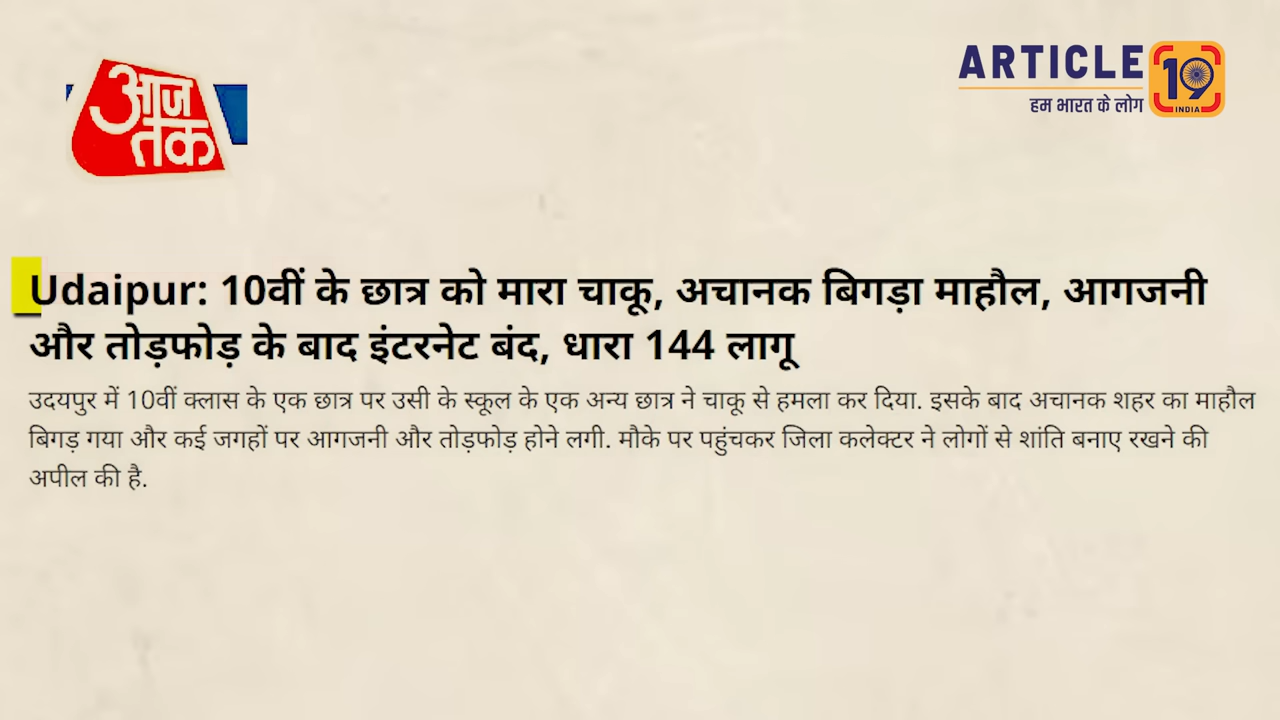 आज
तक
ARTICLE 19
हम भारत के लोग
INDIA
Udaipur: 10वीं के छात्र को मारा चाकू, अचानक बिगड़ा माहौल, आगजनी
और तोड़फोड़ के बाद इंटरनेट बंद, धारा 144 लागू
उदयपुर में 10वीं क्लास के एक छात्र पर उसी के स्कूल के एक अन्य छात्र ने चाकू से हमला कर दिया. इसके बाद अचानक शहर का माहौल
बिगड़ गया और कई जगहों पर आगजनी और तोड़फोड़ होने लगी. मौके पर पहुंचकर जिला कलेक्टर ने लोगों से शांति बनाए रखने की
अपील की है.